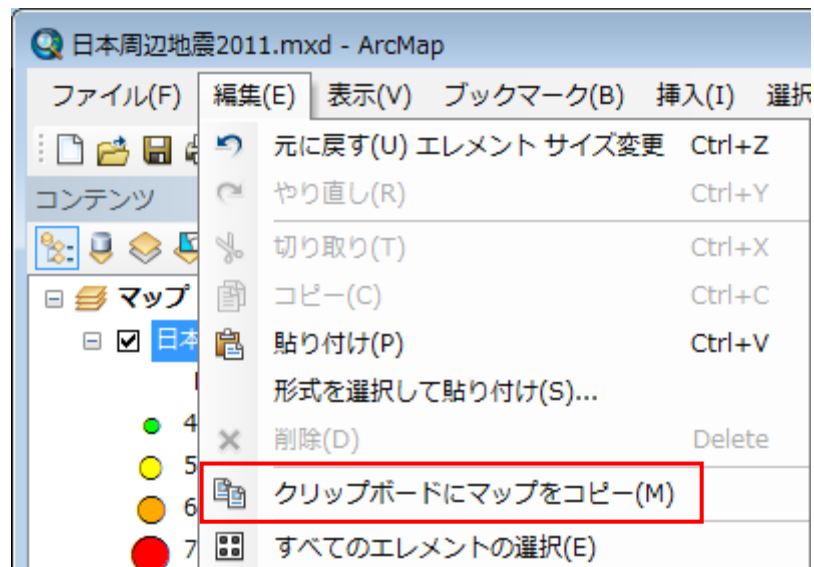 日本周辺地震2011.mxd - ArcMap
ファイル(F) 編集(E) 表示(V) ブックマーク(B) 挿入(I) 選択
元に戻す(U) エレメント サイズ変更 Ctrl+Z
コンテンツ
やり直し(R) Ctrl+Y
切り取り(T) Ctrl+X
マップ
コピー(C) Ctrl+C
日本
貼り付け(P) Ctrl+V
形式を選択して貼り付け(S)...
4
削除(D) Delete
5
クリップボードにマップをコピー(M)
6
7
すべてのエレメントの選択(E)